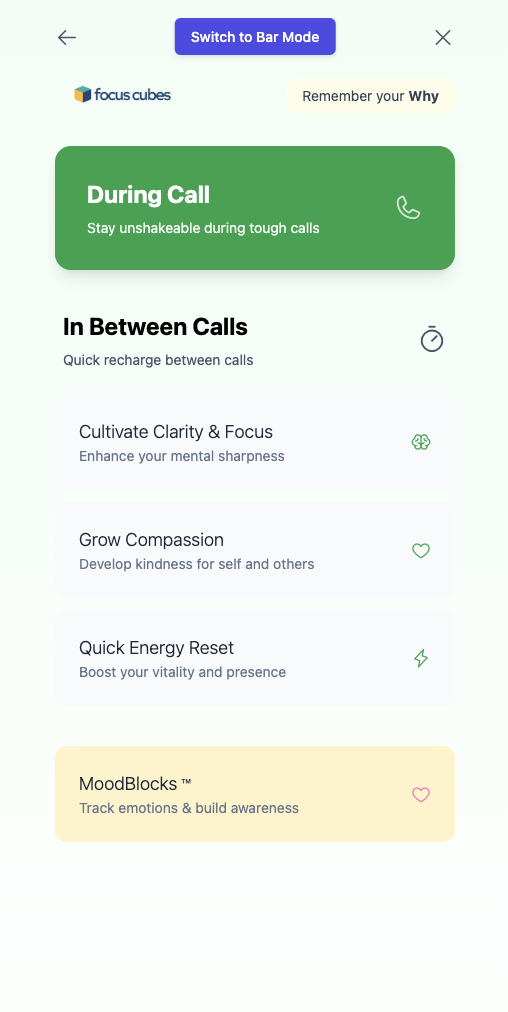 Switch to Bar Mode
focus cubes
Remember your Why
During Call
Stay unshakeable during tough calls
In Between Calls
Quick recharge between calls
Cultivate Clarity & Focus
Enhance your mental sharpness
Grow Compassion
Develop kindness for self and others
Quick Energy Reset
Boost your vitality and presence
MoodBlocks ™
Track emotions & build awareness